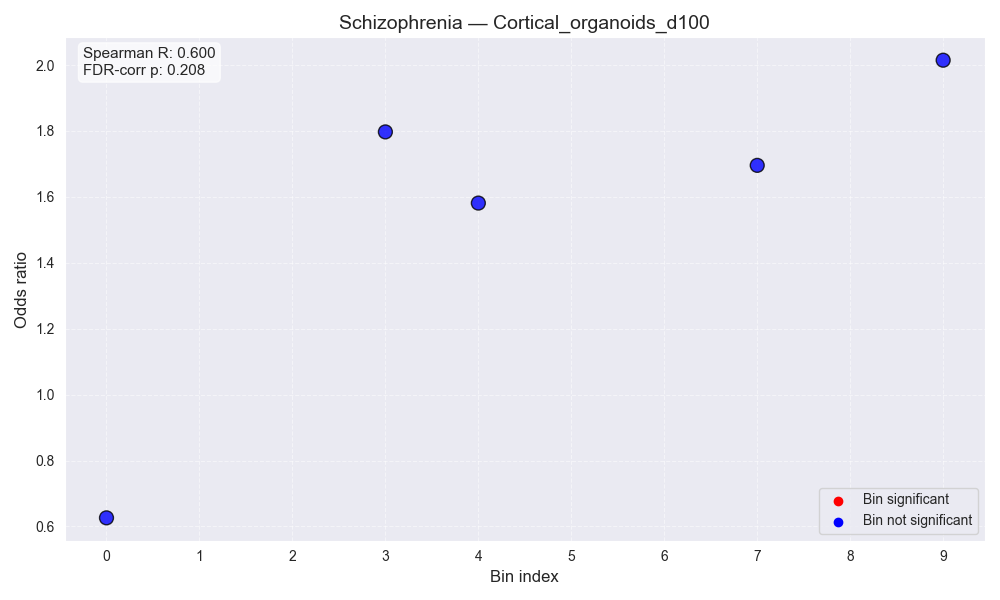 Schizophrenia — Cortical_organoids_d100
Spearman R: 0.600
FDR-corr p: 0.208
2.0
1.8
1.6
1.4
1.2
1.0
0.8
0.6
Odds ratio
Bin significant
Bin not significant
0 1 2 3 4 5 6 7 8 9
Bin index